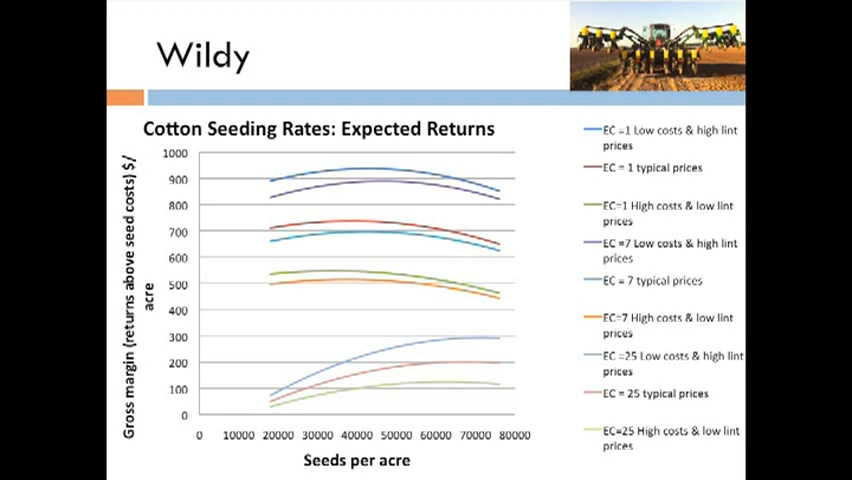 Wildy
Cotton Seeding Rates: Expected Returns
Gross margin (returns above seed costs) $/
acre
1000
900
800
700
600
500
400
300
200
100
0
0
10000
20000
30000
40000
50000
60000
70000
80000
Seeds per acre
EC =1 Low costs & high lint
prices
EC = 1 typical prices
EC=1 High costs & low lint
prices
EC =7 Low costs & high lint
prices
EC = 7 typical prices
EC=7 High costs & low lint
prices
EC =25 Low costs & high lint
prices
EC = 25 typical prices
EC=25 High costs & low lint
prices